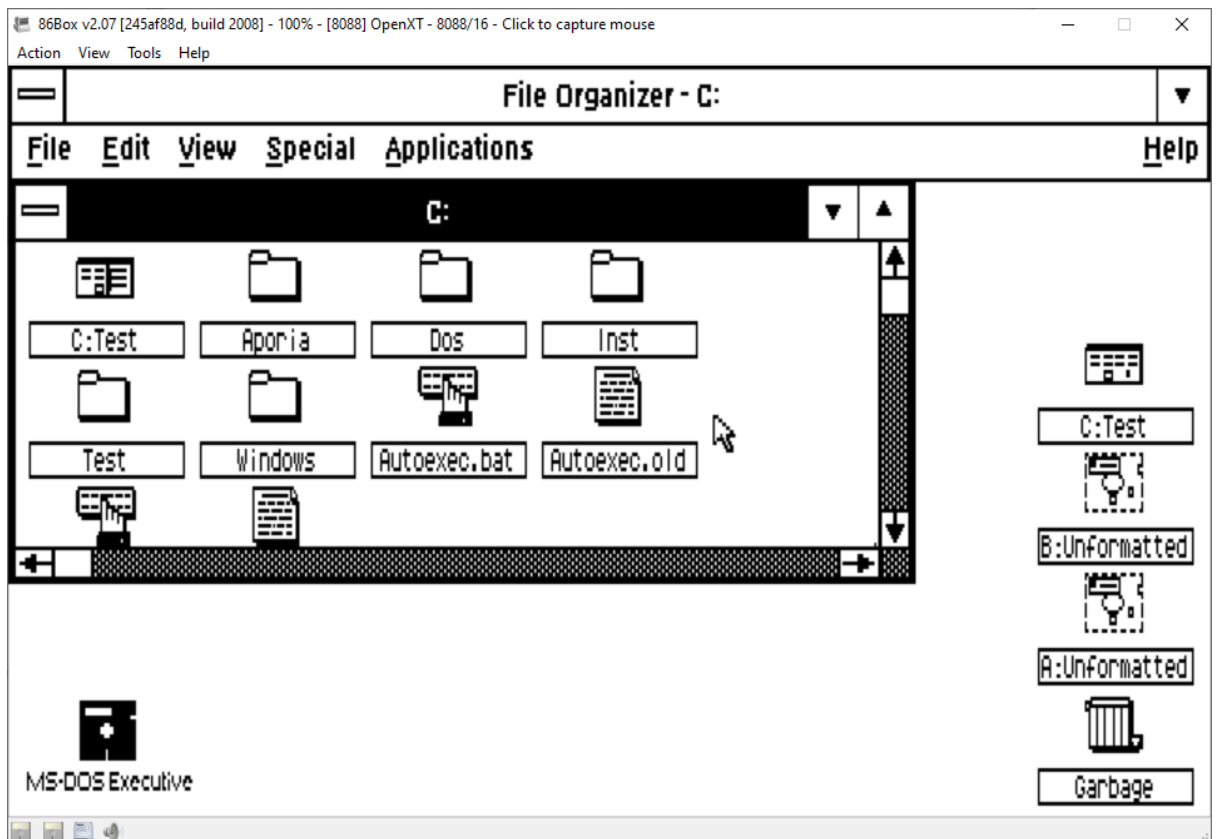 86Box v2.07 [245af88d, build 2008] - 100% - [8088] OpenXT - 8088/16 - Click to capture mouse
Action View Tools Help
File Organizer - C:
File Edit View Special Applications Help
C:
C:Test Aporia Dos Inst
Test Windows Autoexec.bat Autoexec.old
C:Test
B:Unformatted
A:Unformatted
Garbage
MS-DOS Executive